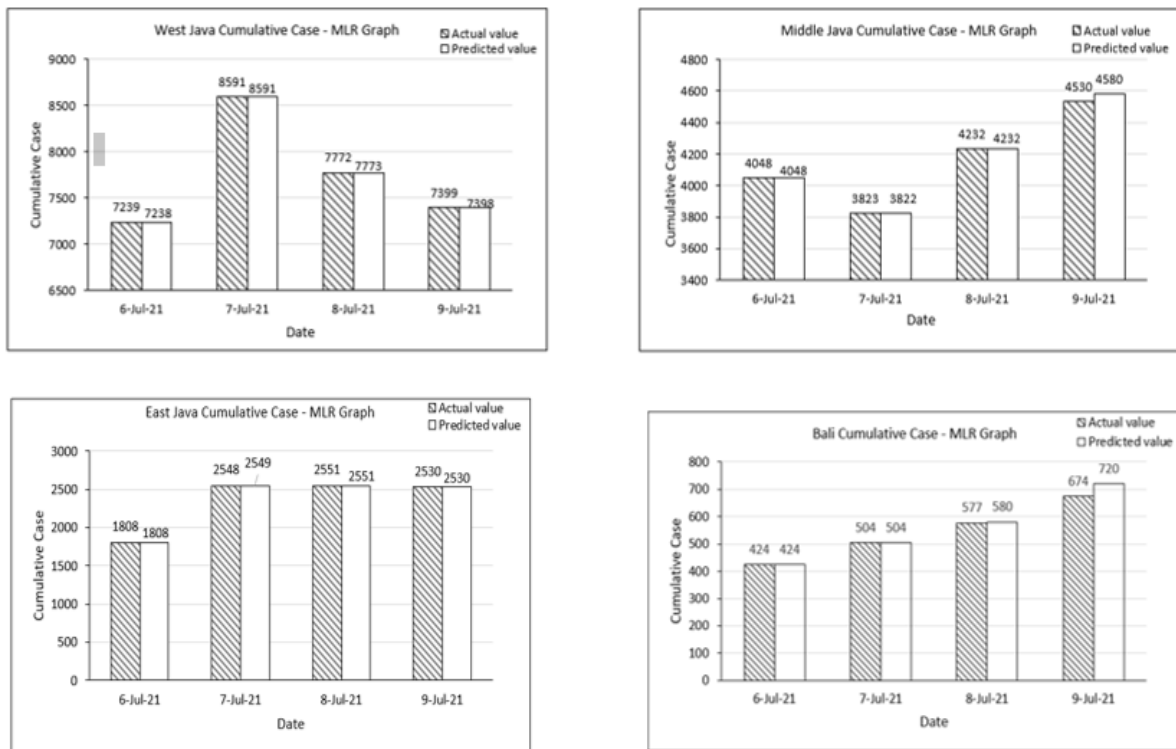 West Java Cumulative Case - MLR Graph
Actual value
Predicted value
9000
8500
8000
7500
7000
6500
Cumulative Case
7239 7238
8591 8591
7772 7773
7399 7398
6-Jul-21 7-Jul-21 8-Jul-21 9-Jul-21
Date
Middle Java Cumulative Case - MLR Graph
Actual value
Predicted value
4800
4600
4400
4200
4000
3800
3600
3400
Cumulative Case
4048 4048
3823 3822
4232 4232
4530 4580
6-Jul-21 7-Jul-21 8-Jul-21 9-Jul-21
Date
East Java Cumulative Case - MLR Graph
Actual value
Predicted value
3000
2500
2000
1500
1000
500
0
Cumulative Case
1808 1808
2548 2549
2551 2551
2530 2530
6-Jul-21 7-Jul-21 8-Jul-21 9-Jul-21
Date
Bali Cumulative Case - MLR Graph
Actual value
Predicted value
800
700
600
500
400
300
200
100
0
Cumulative Case
424 424
504 504
577 580
674 720
6-Jul-21 7-Jul-21 8-Jul-21 9-Jul-21
Date